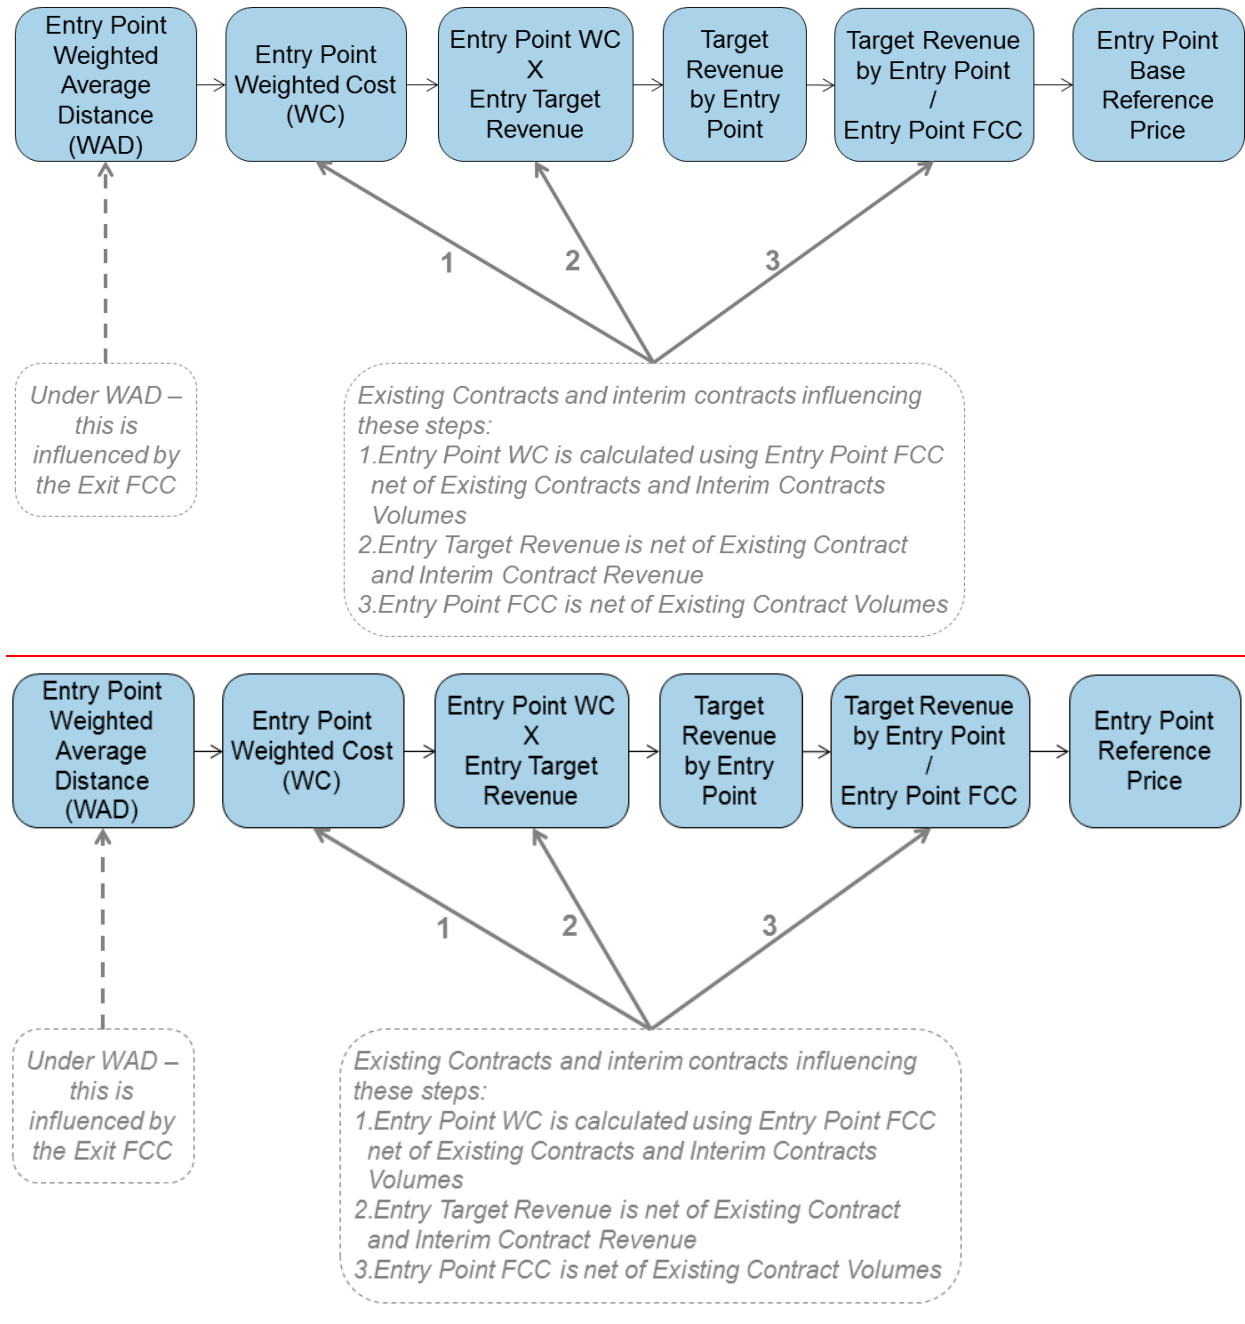 Entry Point
Weighted
Average
Distance
(WAD)
Entry Point
Weighted Cost
(WC)
Entry Point WC
X
Entry Target
Revenue
Target
Revenue
by Entry
Point
Target Revenue
by Entry Point
/
Entry Point FCC
Entry Point
Base
Reference
Price
1
2
3
Under WAD –
this is
influenced by
the Exit FCC
Existing Contracts and interim contracts influencing
these steps:
1.Entry Point WC is calculated using Entry Point FCC
net of Existing Contracts and Interim Contracts
Volumes
2.Entry Target Revenue is net of Existing Contract
and Interim Contract Revenue
3.Entry Point FCC is net of Existing Contract Volumes
Entry Point
Weighted
Average
Distance
(WAD)
Entry Point
Weighted Cost
(WC)
Entry Point WC
X
Entry Target
Revenue
Target
Revenue
by Entry
Point
Target Revenue
by Entry Point
/
Entry Point FCC
Entry Point
Reference
Price
1
2
3
Under WAD –
this is
influenced by
the Exit FCC
Existing Contracts and interim contracts influencing
these steps:
1.Entry Point WC is calculated using Entry Point FCC
net of Existing Contracts and Interim Contracts
Volumes
2.Entry Target Revenue is net of Existing Contract
and Interim Contract Revenue
3.Entry Point FCC is net of Existing Contract Volumes